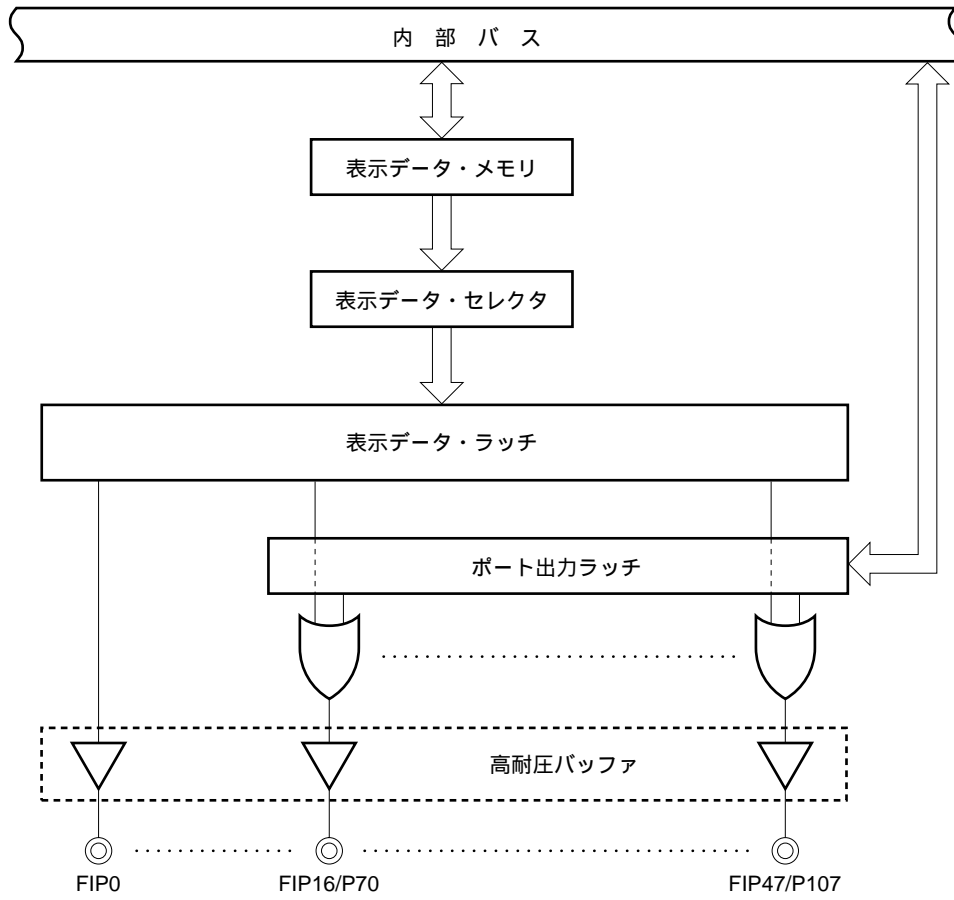 内 部 バ ス
表示データ・メモリ
表示データ・セレクタ
表示データ・ラッチ
ポート出力ラッチ
高耐圧バッファ
FIP0 FIP16/P70 FIP47/P107